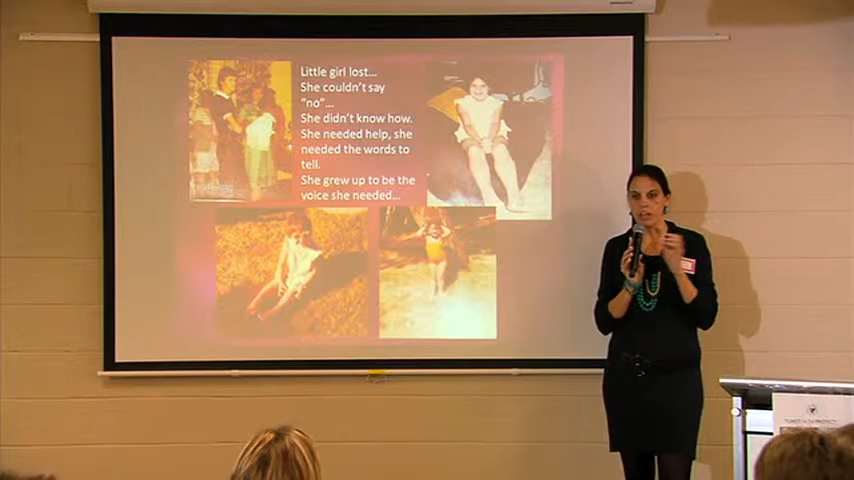 Little girl lost...
She couldn't say
"no"...
She didn't know how.
She needed help, she
needed the words to
tell.
She grew up to be the
voice she needed...